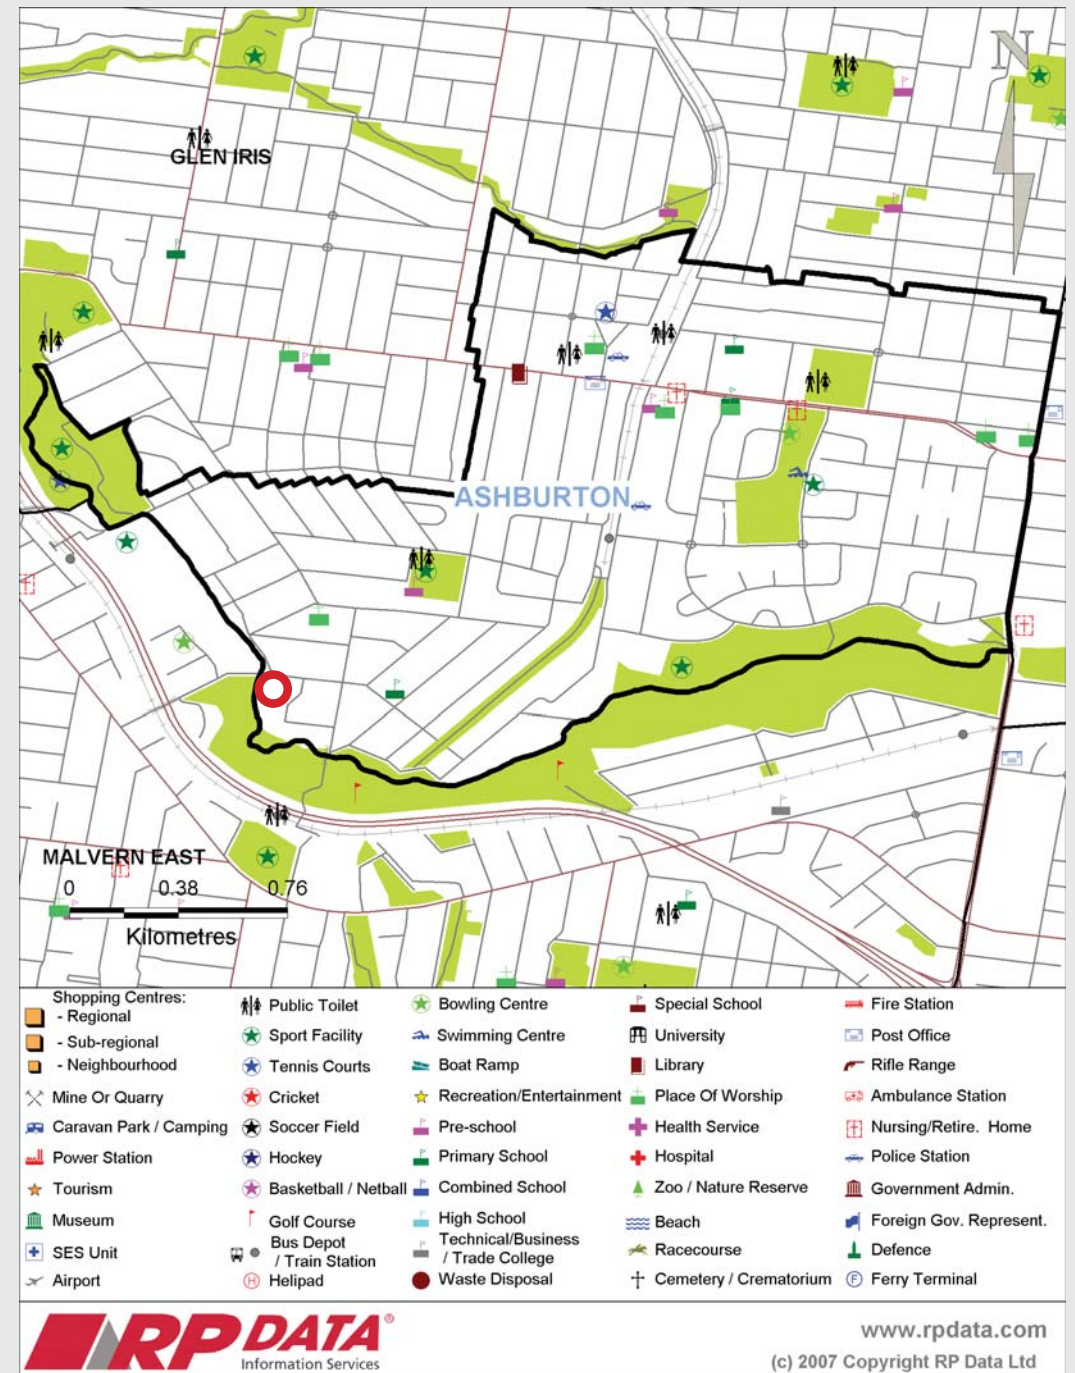 N
GLEN IRIS
ASHBURTON
MALVERN EAST
0 0.38 0.76
Kilometres
Shopping Centres:
- Regional
- Sub-regional
- Neighbourhood
Mine Or Quarry
Caravan Park / Camping
Power Station
Tourism
Museum
SES Unit
Airport
Public Toilet
Sport Facility
Tennis Courts
Cricket
Soccer Field
Hockey
Basketball / Netball
Golf Course
Bus Depot
/ Train Station
H Helipad
Bowling Centre
Swimming Centre
Boat Ramp
Recreation/Entertainment
Pre-school
Primary School
Combined School
High School
Technical/Business
/ Trade College
Waste Disposal
Special School
University
Library
Place Of Worship
Health Service
Hospital
Zoo / Nature Reserve
Beach
Racecourse
Cemetery / Crematorium
Fire Station
Post Office
Rifle Range
Ambulance Station
Nursing/Retire. Home
Police Station
Government Admin.
Foreign Gov. Represent.
Defence
F Ferry Terminal
RP DATA®
Information Services
www.rpdata.com
(c) 2007 Copyright RP Data Ltd